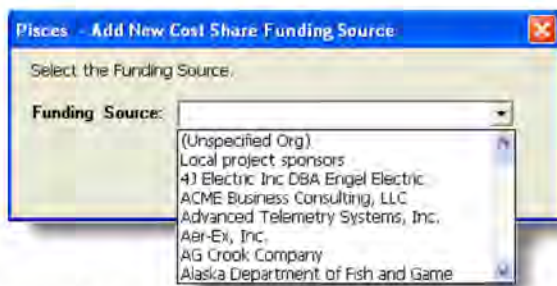 Pisces - Add New Cost Share Funding Source
Select the Funding Source.
Funding Source:
(Unspecified Org)
Local project sponsors
4J Electric Inc DBA Engel Electric
ACME Business Consulting, LLC
Advanced Telemetry Systems, Inc.
Aer-Ex, Inc.
AG Crook Company
Alaska Department of Fish and Game